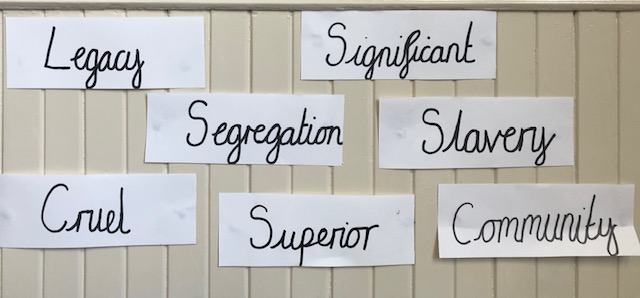 Legacy
Significant
Segregation
Slavery
Cruel
Superior
Community